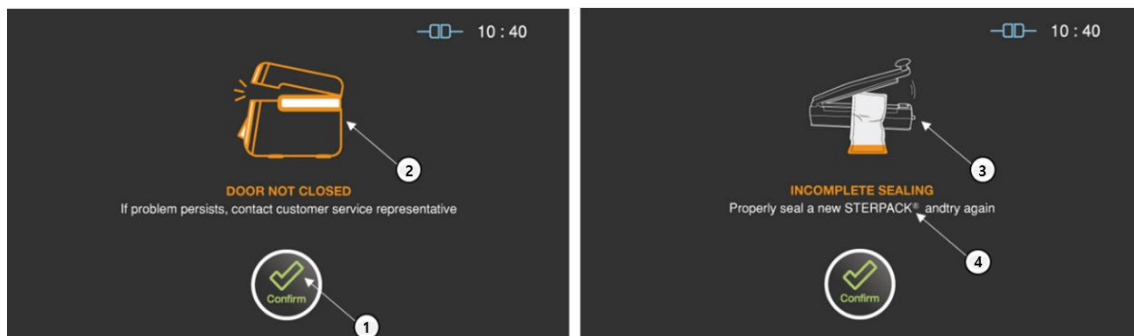 10 : 40
DOOR NOT CLOSED
If problem persists, contact customer service representative
Confirm
1
2
10 : 40
INCOMPLETE SEALING
Properly seal a new STERPACK® andtry again
Confirm
3
4